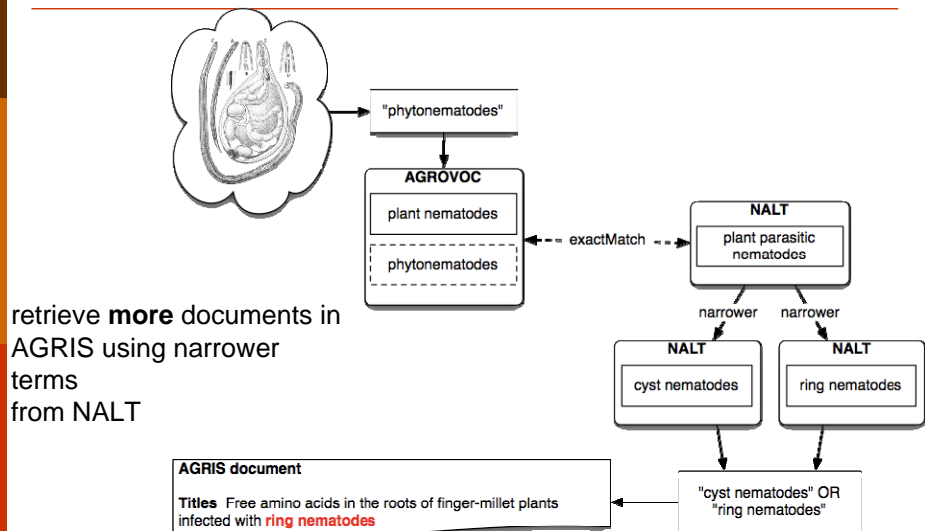 "phytonematodes"
AGROVOC
plant nematodes
phytonematodes
exactMatch
NALT
plant parasitic
nematodes
narrower
narrower
NALT
cyst nematodes
NALT
ring nematodes
retrieve more documents in
AGRIS using narrower
terms
from NALT
"cyst nematodes" OR
"ring nematodes"
AGRIS document
Titles Free amino acids in the roots of finger-millet plants
infected with ring nematodes